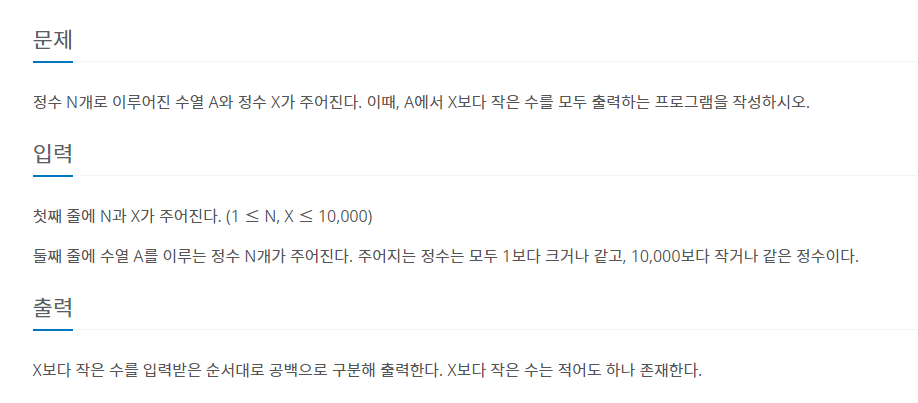 문제
정수 N개로 이루어진 수열 A와 정수 X가 주어진다. 이때, A에서 X보다 작은 수를 모두 출력하는 프로그램을 작성하시오.
입력
첫째 줄에 N과 X가 주어진다. (1 ≤ N, X ≤ 10,000)
둘째 줄에 수열 A를 이루는 정수 N개가 주어진다. 주어지는 정수는 모두 1보다 크거나 같고, 10,000보다 작거나 같은 정수이다.
출력
X보다 작은 수를 입력받은 순서대로 공백으로 구분해 출력한다. X보다 작은 수는 적어도 하나 존재한다.